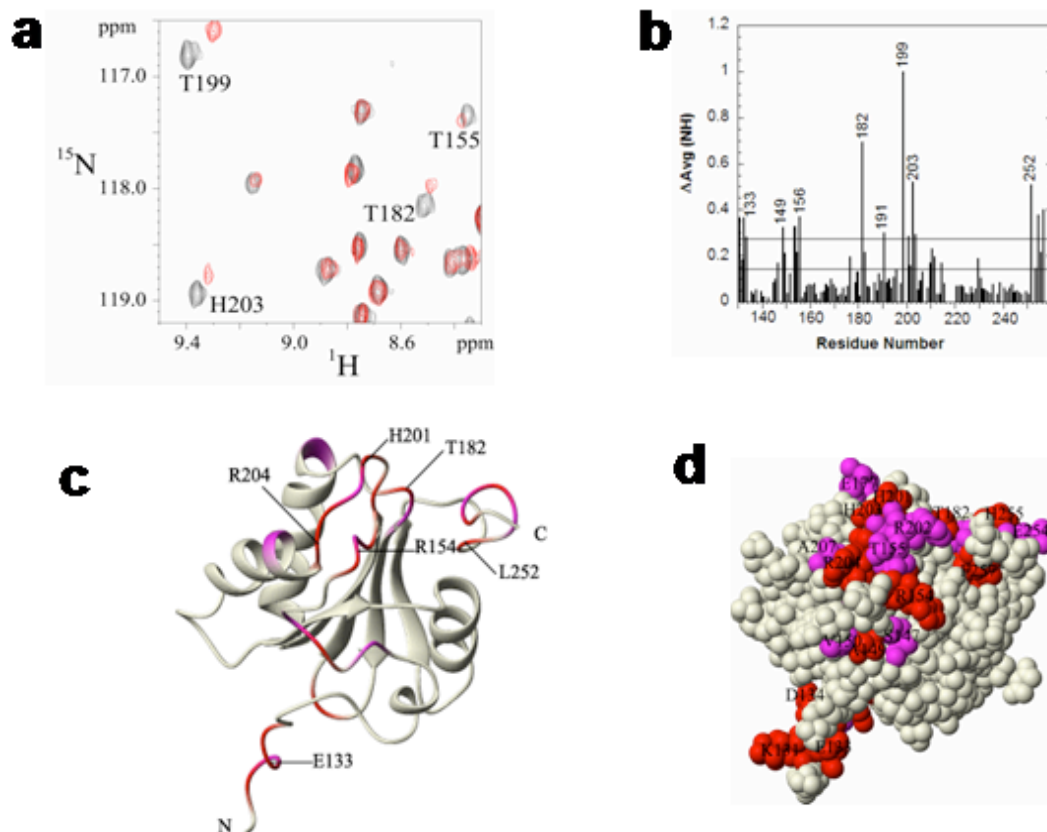 a
ppm
117.0
T199
T155
15N
118.0
T182
119.0
H203
9.4
9.0
8.6
ppm
1H
b
1.2
1
0.8
0.6
0.4
0.2
0
ΔAvg (NH)
133
149
156
182
191
199
203
252
140
160
180
200
220
240
Residue Number
c
H201
T182
R204
R154
C
L252
E133
N
d
H203
T182
H255
R202
A207
T155
R204
R154
D134